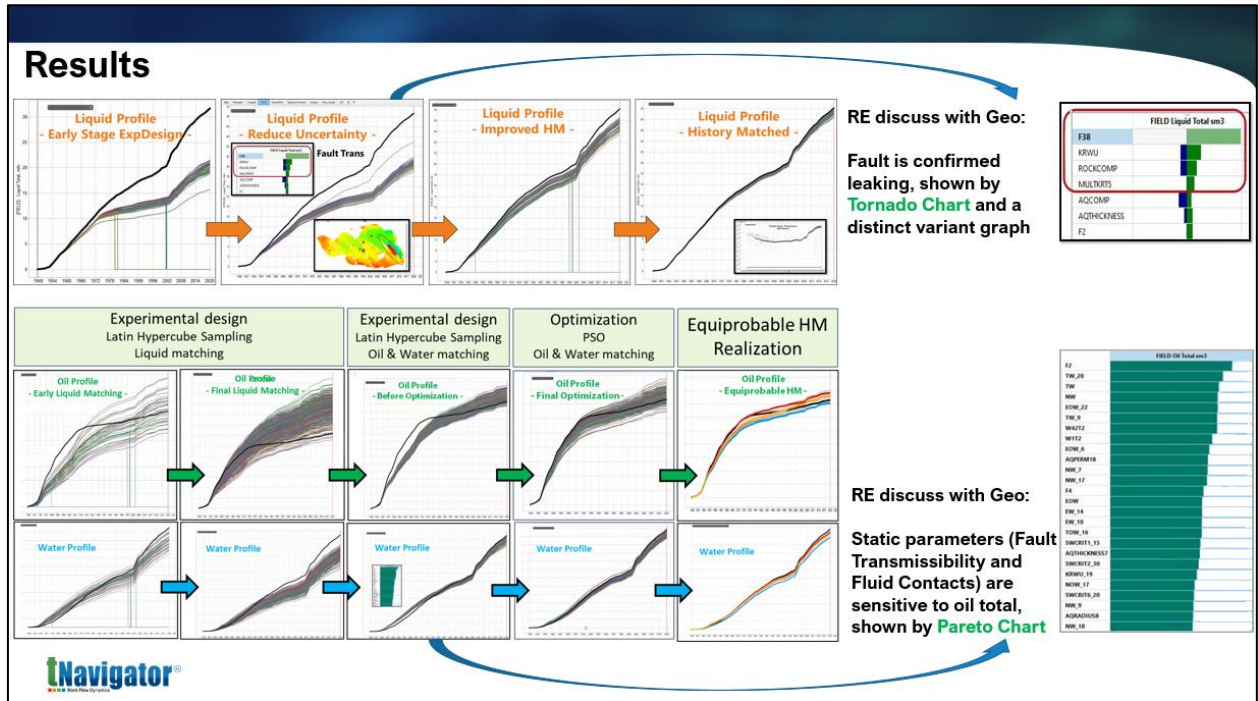 Results
Liquid Profile
- Early Stage ExpDesign -
Liquid Profile
- Reduce Uncertainty -
Fault Trans
Liquid Profile
- Improved HM -
Liquid Profile
- History Matched -
RE discuss with Geo:
Fault is confirmed
leaking, shown by
Tornado Chart and a
distinct variant graph
FIELD Liquid Total sm3
F38
KRWU
ROCKCOMP
MULTKRTS
AQCOMP
AQTHICKNESS
F2
Experimental design
Latin Hypercube Sampling
Liquid matching
Experimental design
Latin Hypercube Sampling
Oil & Water matching
Optimization
PSO
Oil & Water matching
Equiprobable HM
Realization
Oil Profile
- Early Liquid Matching -
Oil Profile
- Final Liquid Matching -
Oil Profile
- Before Optimization -
Oil Profile
- Final Optimization -
Oil Profile
- Equiprobable HM -
Water Profile
Water Profile
Water Profile
Water Profile
Water Profile
RE discuss with Geo:
Static parameters (Fault
Transmissibility and
Fluid Contacts) are
sensitive to oil total,
shown by Pareto Chart
FIELD Oil Total sm3
F2
TW_20
TW
NW
EOW_22
TW_9
W42T2
W1T2
EOW_6
AQPERM18
NW_7
NW_17
F4
EOW
EW_14
EW_10
TOW_16
SWCRIT1_15
AQTHICKNESS7
SWCRIT2_30
KRWU_19
NOW_17
SWCRIT6_20
NW_9
AQRADIUS8
NW_18
tNavigator®
Rock Flow Dynamics